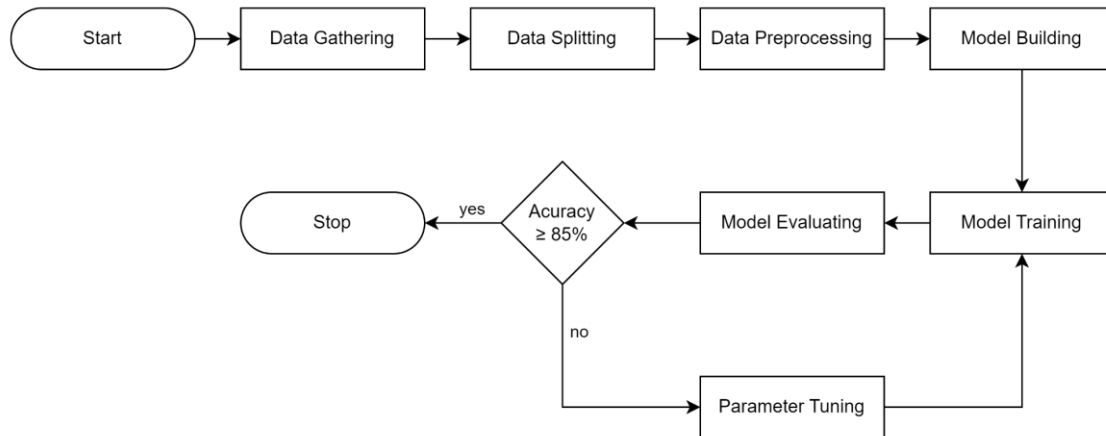 Start
Data Gathering
Data Splitting
Data Preprocessing
Model Building
Stop
yes
Acuracy
≥ 85%
Model Evaluating
Model Training
no
Parameter Tuning